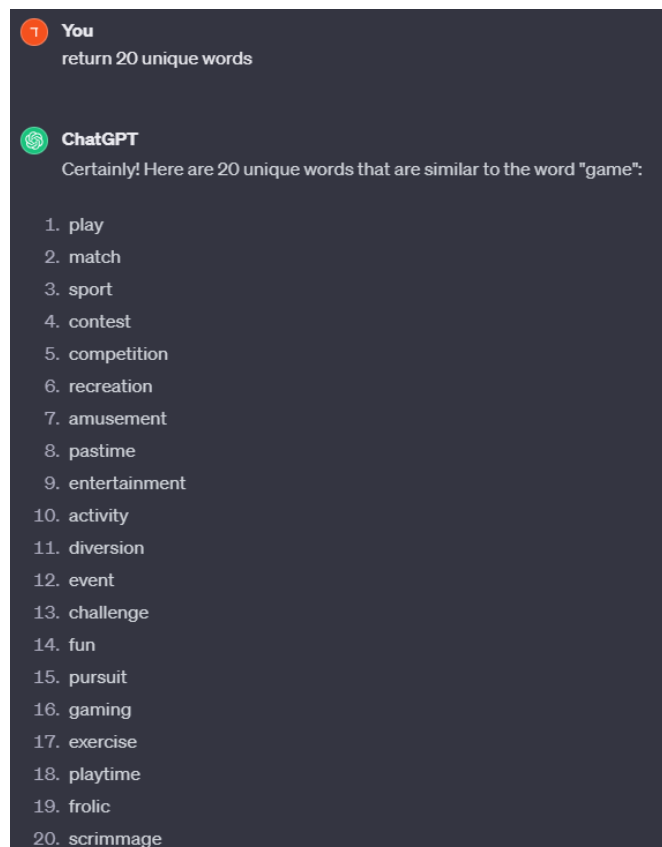 ד
You
return 20 unique words
ChatGPT
Certainly! Here are 20 unique words that are similar to the word "game":
1. play
2. match
3. sport
4. contest
5. competition
6. recreation
7. amusement
8. pastime
9. entertainment
10. activity
11. diversion
12. event
13. challenge
14. fun
15. pursuit
16. gaming
17. exercise
18. playtime
19. frolic
20. scrimmage